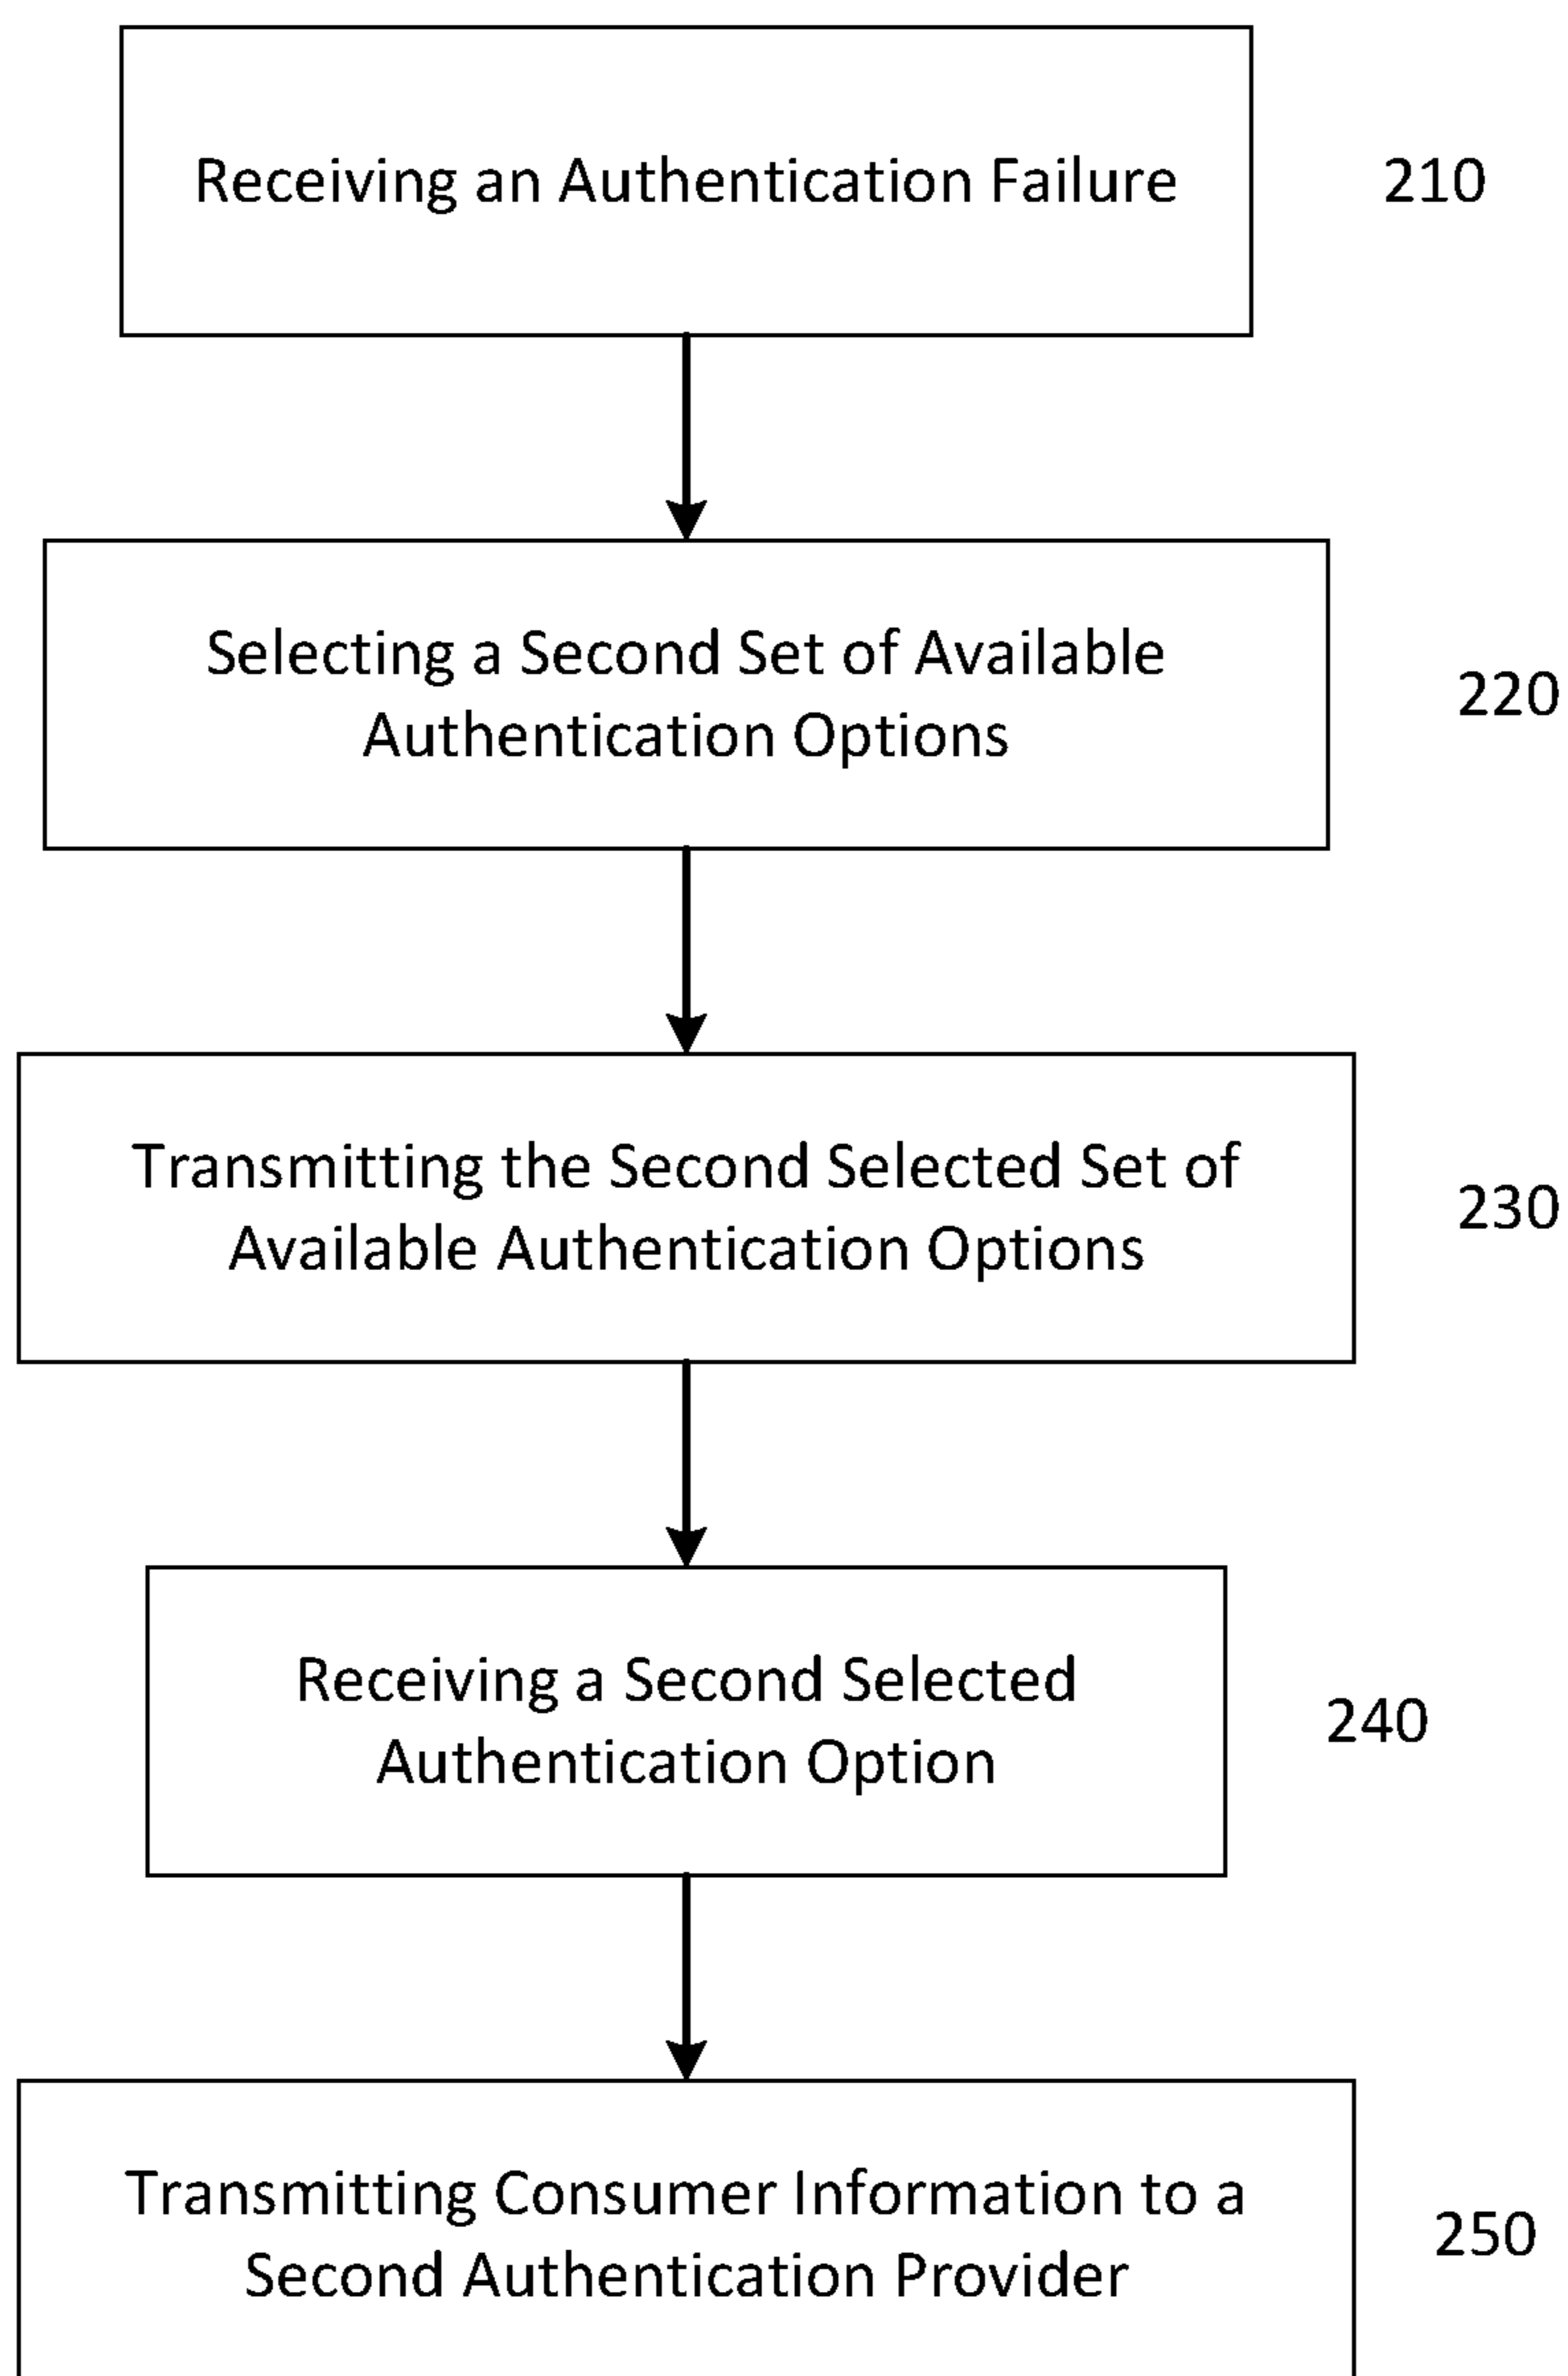 Receiving an Authentication Failure
210
Selecting a Second Set of Available
Authentication Options
220
Transmitting the Second Selected Set of
Available Authentication Options
230
Receiving a Second Selected
Authentication Option
240
Transmitting Consumer Information to a
Second Authentication Provider
250